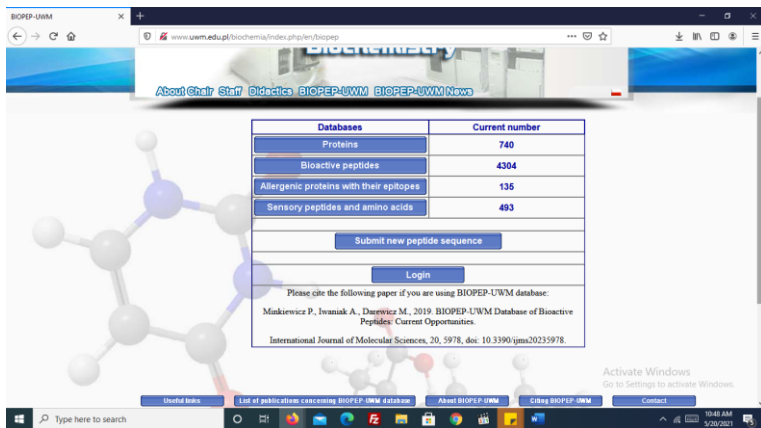 BIOPEP-UWM
www.uwm.edu.pl/biochemia/index.php/en/biopep
Biochemistry
About Chair Staff Didactics BIOPEP-UWM BIOPEP-UWM News
Databases Current number
Proteins 740
Bioactive peptides 4304
Allergenic proteins with their epitopes 135
Sensory peptides and amino acids 493
Submit new peptide sequence
Login
Please cite the following paper if you are using BIOPEP-UWM database:
Minkiewicz P., Iwaniak A., Darewicz M., 2019. BIOPEP-UWM Database of Bioactive
Peptides: Current Opportunities.
International Journal of Molecular Sciences, 20, 5978, doi: 10.3390/ijms20235978.
Activate Windows
Go to Settings to activate Windows.
Useful links List of publications concerning BIOPEP-UWM database About BIOPEP-UWM Citing BIOPEP-UWM Contact
Type here to search
10:48 AM
5/20/2021